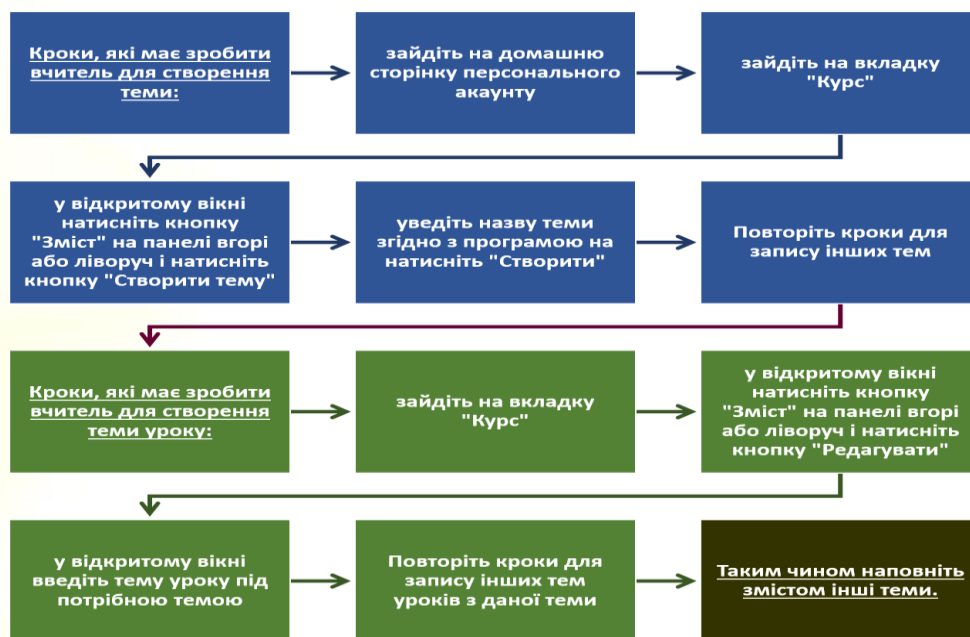 Кроки, які має зробити
вчитель для створення
теми:
зайдіть на домашню
сторінку персонального
акаунту
зайдіть на вкладку
"Курс"
у відкритого вікні
натисніть кнопку
"Зміст" на панелі вгорі
або ліворуч і натисніть
кнопку "Створити тему"
уведіть назву теми
згідно з програмою на
натисніть "Створити"
Повторіть кроки для
запису інших тем
Кроки, які має зробити
вчитель для створення
теми уроку:
зайдіть на вкладку
"Курс"
у відкритого вікні
натисніть кнопку
"Зміст" на панелі вгорі
або ліворуч і натисніть
кнопку "Редагувати"
у відкритого вікні
введіть тему уроку під
потрібною темою
Повторіть кроки для
запису інших тем
уроків з даної теми
Таким чином наповніть
змістом інші теми.